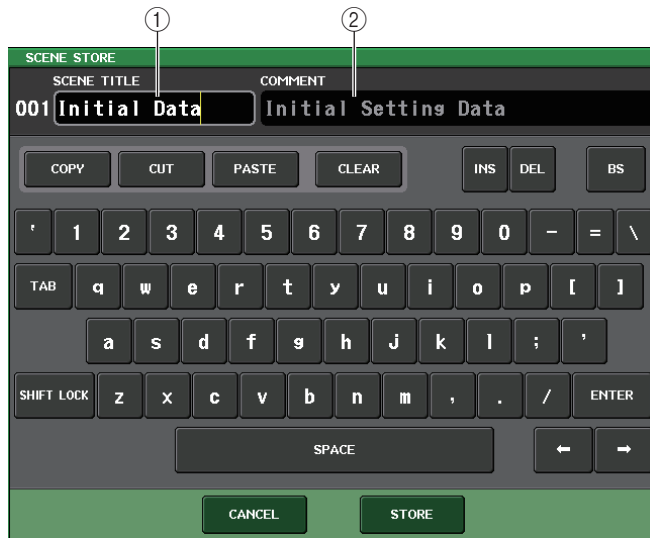 ① ②
SCENE STORE
SCENE TITLE COMMENT
001 Initial Data Initial Setting Data
COPY CUT PASTE CLEAR INS DEL BS
' 1 2 3 4 5 6 7 8 9 0 - = \
TAB q w e r t y u i o p [ ]
a s d f g h j k l ; '
SHIFT LOCK z x c v b n m , . / ENTER
SPACE ← →
CANCEL STORE